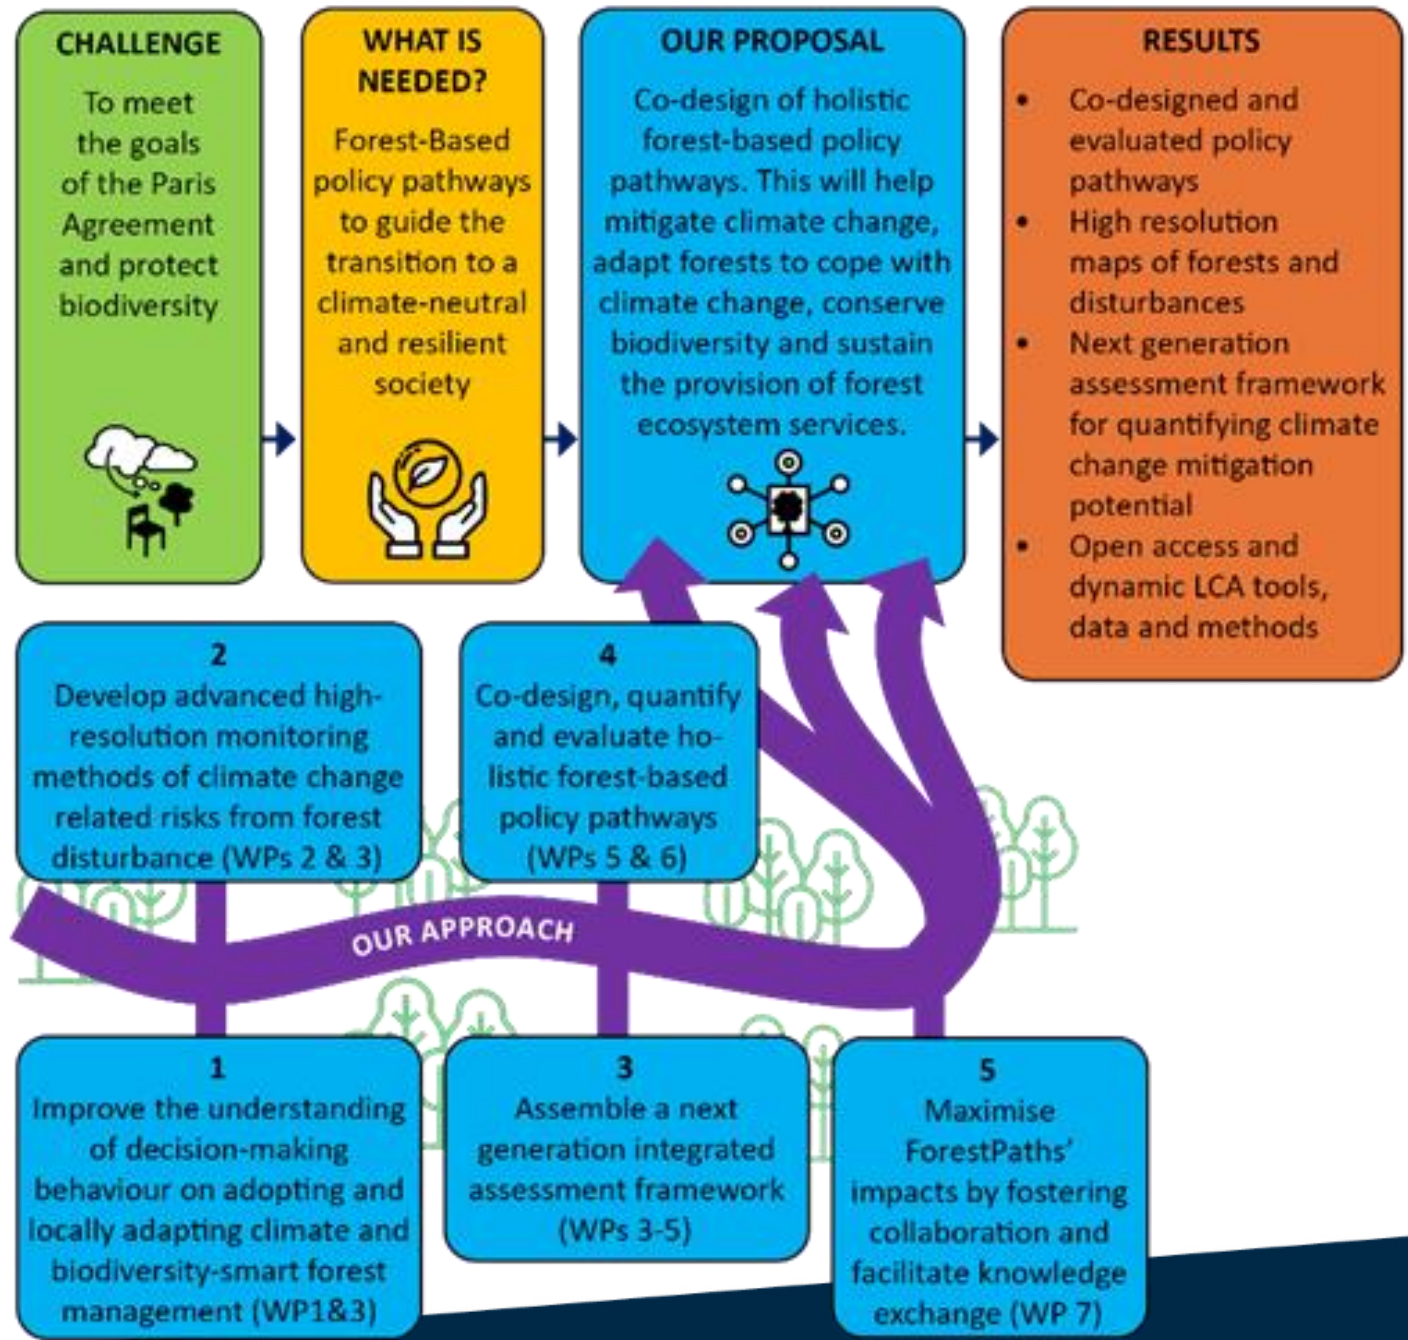 CHALLENGE
To meet
the goals
of the Paris
Agreement
and protect
biodiversity
WHAT IS
NEEDED?
Forest-Based
policy pathways
to guide the
transition to a
climate-neutral
and resilient
society
OUR PROPOSAL
Co-design of holistic
forest-based policy
pathways. This will help
mitigate climate change,
adapt forests to cope with
climate change, conserve
biodiversity and sustain
the provision of forest
ecosystem services.
RESULTS
• Co-designed and
evaluated policy
pathways
• High resolution
maps of forests and
disturbances
• Next generation
assessment framework
for quantifying climate
change mitigation
potential
• Open access and
dynamic LCA tools,
data and methods
2
Develop advanced high-
resolution monitoring
methods of climate change
related risks from forest
disturbance (WPs 2 & 3)
4
Co-design, quantify
and evaluate ho-
listic forest-based
policy pathways
(WPs 5 & 6)
OUR APPROACH
1
Improve the understanding
of decision-making
behaviour on adopting and
locally adapting climate and
biodiversity-smart forest
management (WP1&3)
3
Assemble a next
generation integrated
assessment framework
(WPs 3-5)
5
Maximise
ForestPaths'
impacts by fostering
collaboration and
facilitate knowledge
exchange (WP 7)